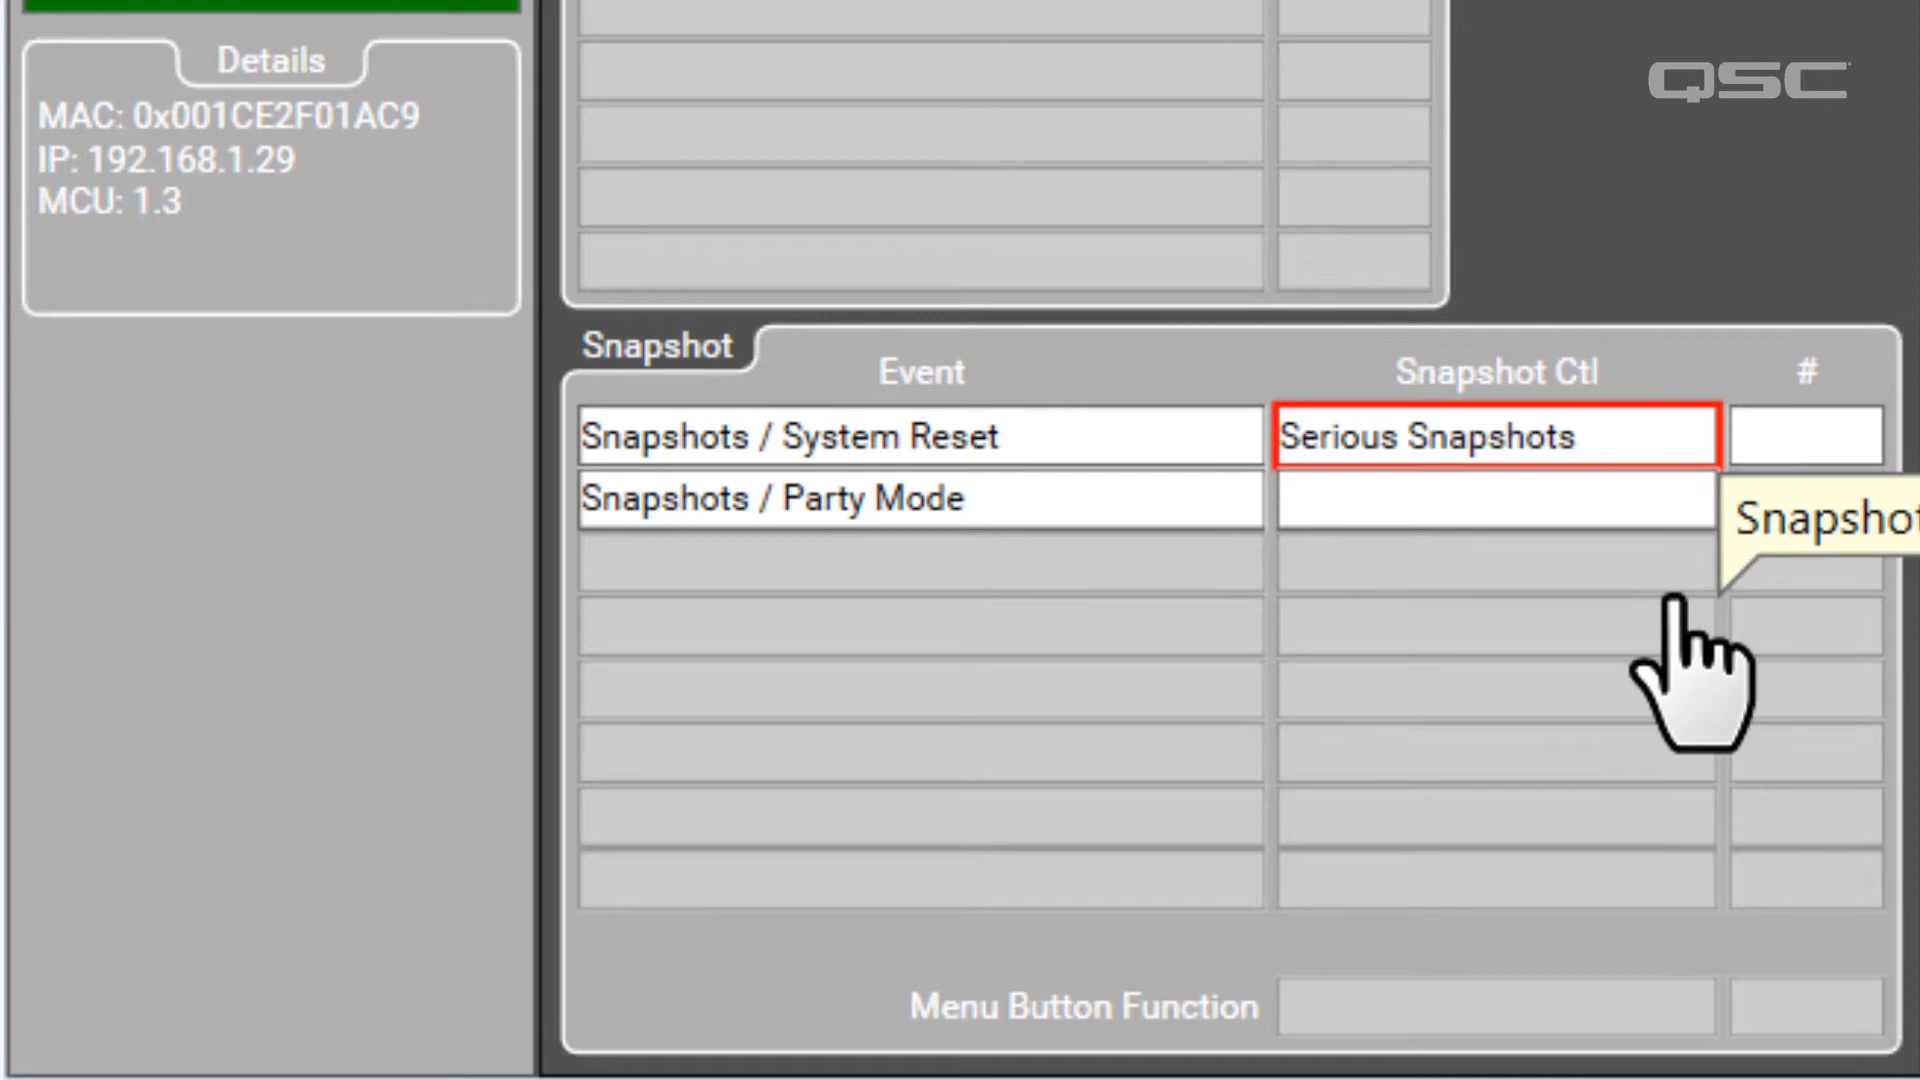 Details
MAC: 0x001CE2F01AC9
IP: 192.168.1.29
MCU: 1.3
QSC
Snapshot
Event Snapshot Ctl #
Snapshots / System Reset Serious Snapshots
Snapshots / Party Mode
Snapshot
Menu Button Function